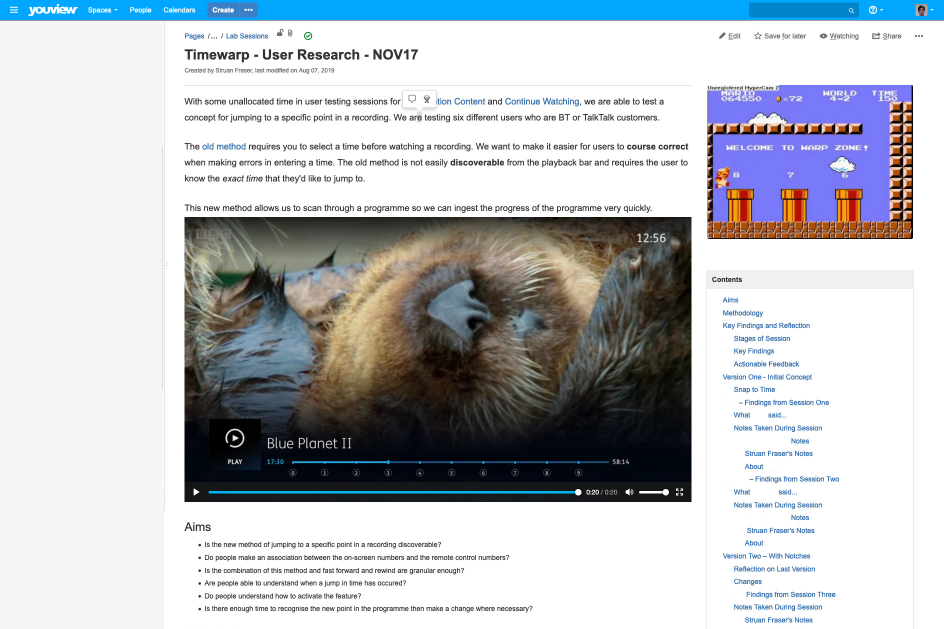 youview Spaces People Calendars Create •••
Pages /... / Lab Sessions
Edit Save for later Watching Share •••
Timewarp - User Research - NOV17
Created by Struan Fraser, last modified on Aug 07, 2019
With some unallocated time in user testing sessions for Content and Continue Watching, we are able to test a
concept for jumping to a specific point in a recording. We are testing six different users who are BT or TalkTalk customers.
The old method requires you to select a time before watching a recording. We want to make it easier for users to course correct
when making errors in entering a time. The old method is not easily discoverable from the playback bar and requires the user to
know the exact time that they'd like to jump to.
This new method allows us to scan through a programme so we can ingest the progress of the programme very quickly.
BBC
12:56
Blue Planet II
PLAY
17:30 58:14
0 1 2 3 4 5 6 7 8 9
0:20 / 0:20
Aims
• Is the new method of jumping to a specific point in a recording discoverable?
• Do people make an association between the on-screen numbers and the remote control numbers?
• Is the combination of this method and fast forward and rewind are granular enough?
• Are people able to understand when a jump in time has occured?
• Do people understand how to activate the feature?
• Is there enough time to recognise the new point in the programme then make a change where necessary?
Unregistered HyperCam 2
MARIO WORLD TIME
064550 ×72 4-2 150
WELCOME TO WARP ZONE!
8 7 6
Contents
Aims
Methodology
Key Findings and Reflection
Stages of Session
Key Findings
Actionable Feedback
Version One - Initial Concept
Snap to Time
– Findings from Session One
What said...
Notes Taken During Session
Notes
Struan Fraser's Notes
About
– Findings from Session Two
What said...
Notes Taken During Session
Notes
Struan Fraser's Notes
About
Version Two – With Notches
Reflection on Last Version
Changes
Findings from Session Three
Notes Taken During Session
Struan Fraser's Notes